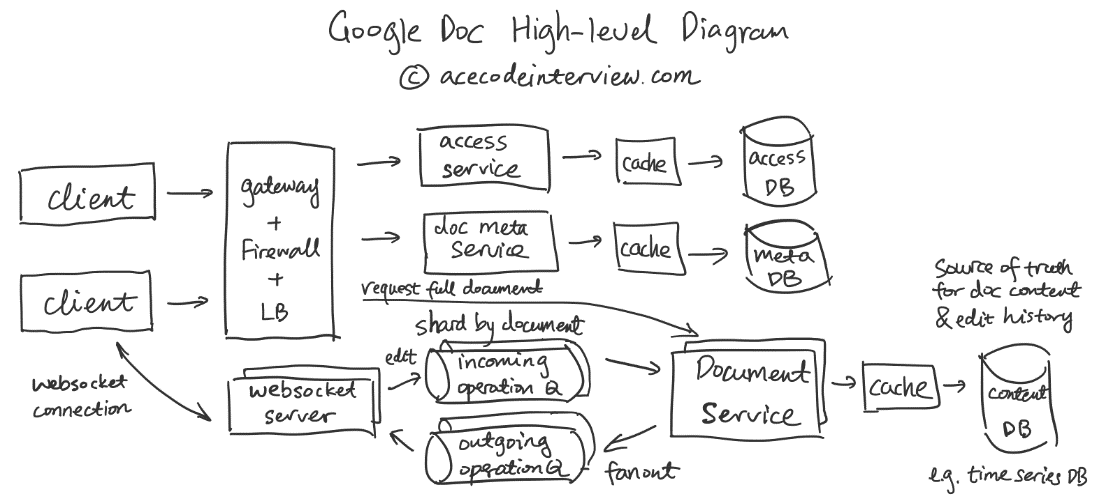 Google Doc High-level Diagram
© acecodeinterview.com
client
client
gateway
+
Firewall
+
LB
access
service
cache
access
DB
doc meta
Service
cache
meta
DB
request full document
shard by document
edit
incoming
operation Q
outgoing
operation Q
fanout
websocket
connection
websocket
server
Document
Service
cache
content
DB
Source of truth
for doc content
& edit history
e.g. time series DB